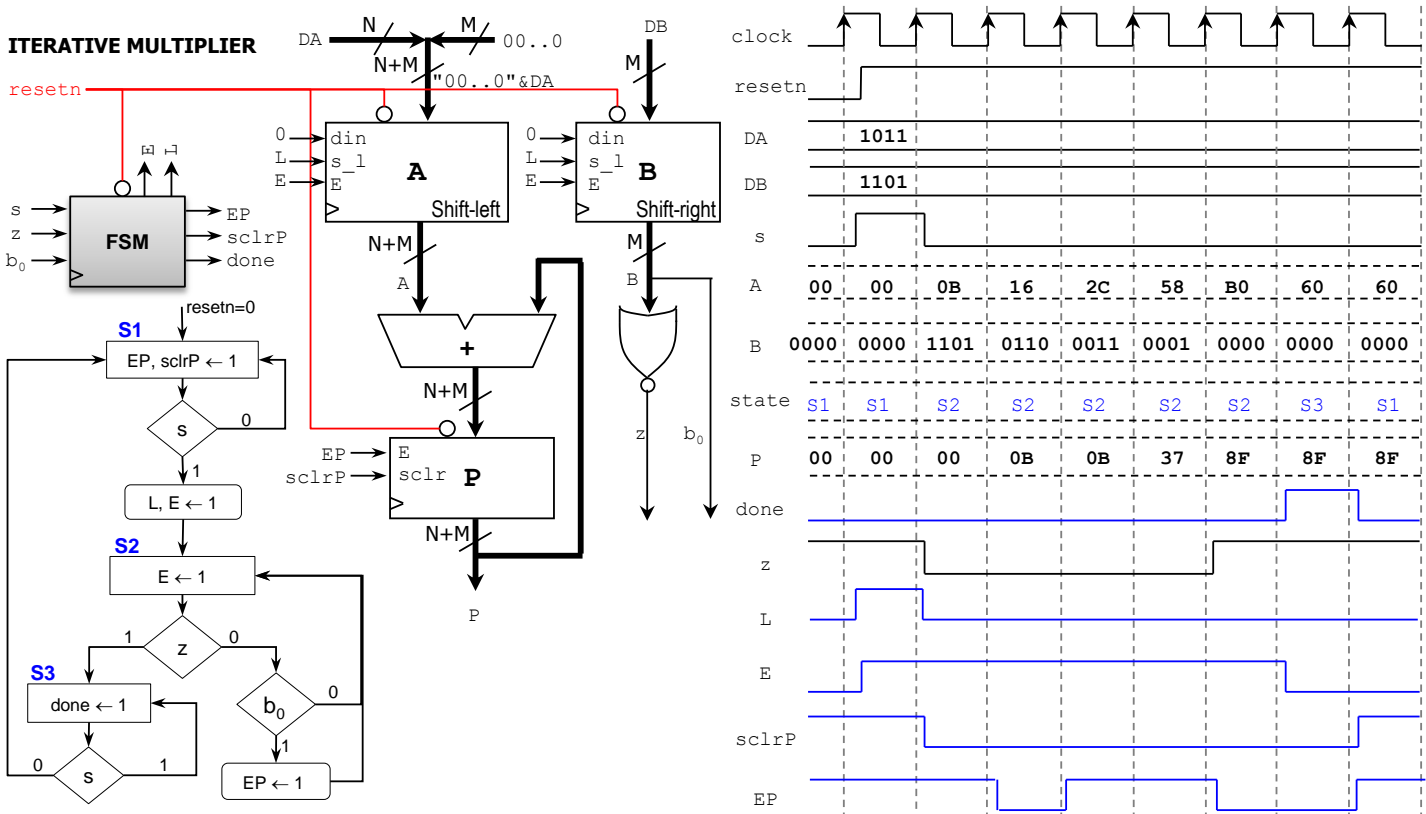 ITERATIVE MULTIPLIER
DA
N
M
00..0
N+M
"00..0"&DA
DB
M
resetn
E
L
s
z
b0
FSM
EP
sclrP
done
0
L
E
din
s_l
E
A
Shift-left
0
L
E
din
s_l
E
B
Shift-right
N+M
A
M
B
+
N+M
z
b0
EP
sclrP
E
sclr
P
N+M
P
resetn=0
S1
EP, sclrP ← 1
s
0
1
L, E ← 1
S2
E ← 1
z
1
0
S3
done ← 1
b0
0
1
s
0
1
EP ← 1
clock
resetn
DA
1011
DB
1101
s
A 00 00 0B 16 2C 58 B0 60 60
B 0000 0000 1101 0110 0011 0001 0000 0000 0000
state S1 S1 S2 S2 S2 S2 S2 S3 S1
P 00 00 00 0B 0B 37 8F 8F 8F
done
z
L
E
sclrP
EP